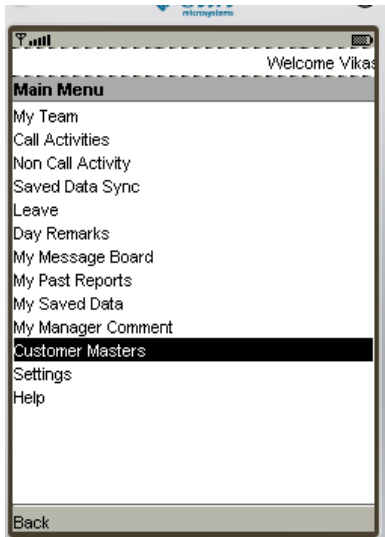 microsystems
Welcome Vikas
Main Menu
My Team
Call Activities
Non Call Activity
Saved Data Sync
Leave
Day Remarks
My Message Board
My Past Reports
My Saved Data
My Manager Comment
Customer Masters
Settings
Help
Back